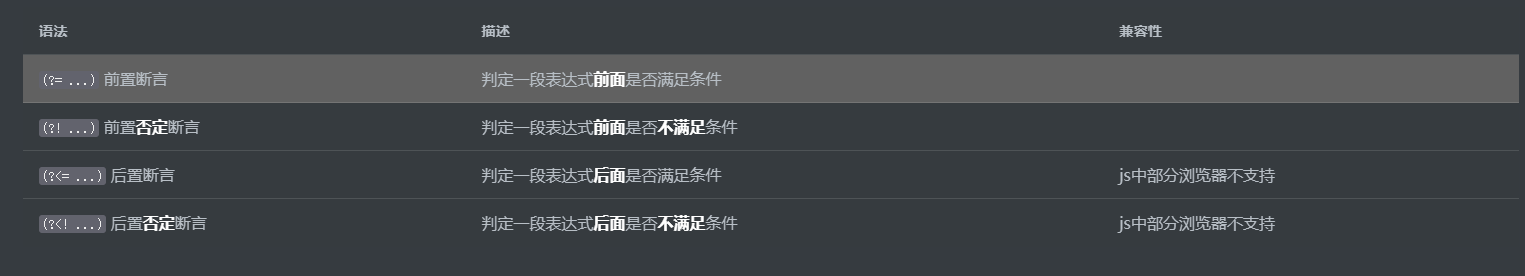 语法 描述 兼容性
(?= ...) 前置断言 判定一段表达式前面是否满足条件
(?! ...) 前置否定断言 判定一段表达式前面是否不满足条件
(?<= ...) 后置断言 判定一段表达式后面是否满足条件 js中部分浏览器不支持
(?<! ...) 后置否定断言 判定一段表达式后面是否不满足条件 js中部分浏览器不支持